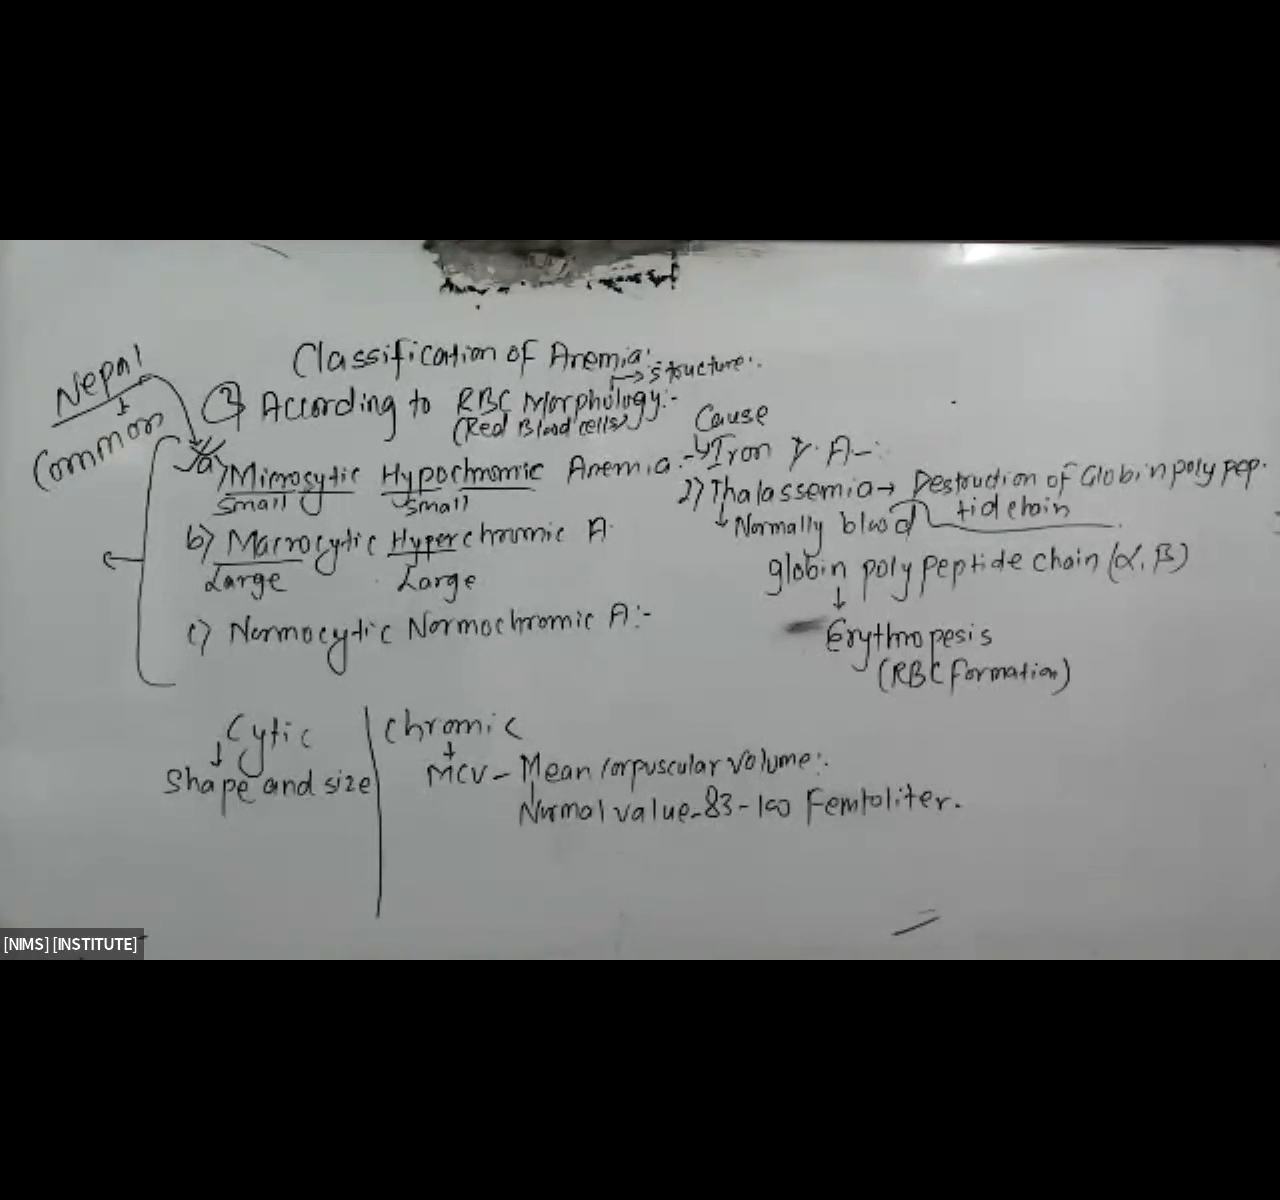 Classification of Anemia:
Nepal
Common
2) According to RBC Morphology:- → structure:.
(Red Blood cells)
Cause
a) Microcytic Hypochromic Anemia:- 1) Iron D. A-:
Small Small
2) Thalassemia → Destruction of Globin poly pep.
tid chain
↓ Normally blood
b) Macrocytic Hyperchromic A.
Large Large
globin poly peptide chain (α, β)
↓
c) Normocytic Normochromic A:-
Erythropesis
(RBC formation)
Cytic
↓
Shape and size
Chromic
↓
MCV - Mean corpuscular volume:.
Normal value - 83-100 Femtoliter.
[NIMS] [INSTITUTE]